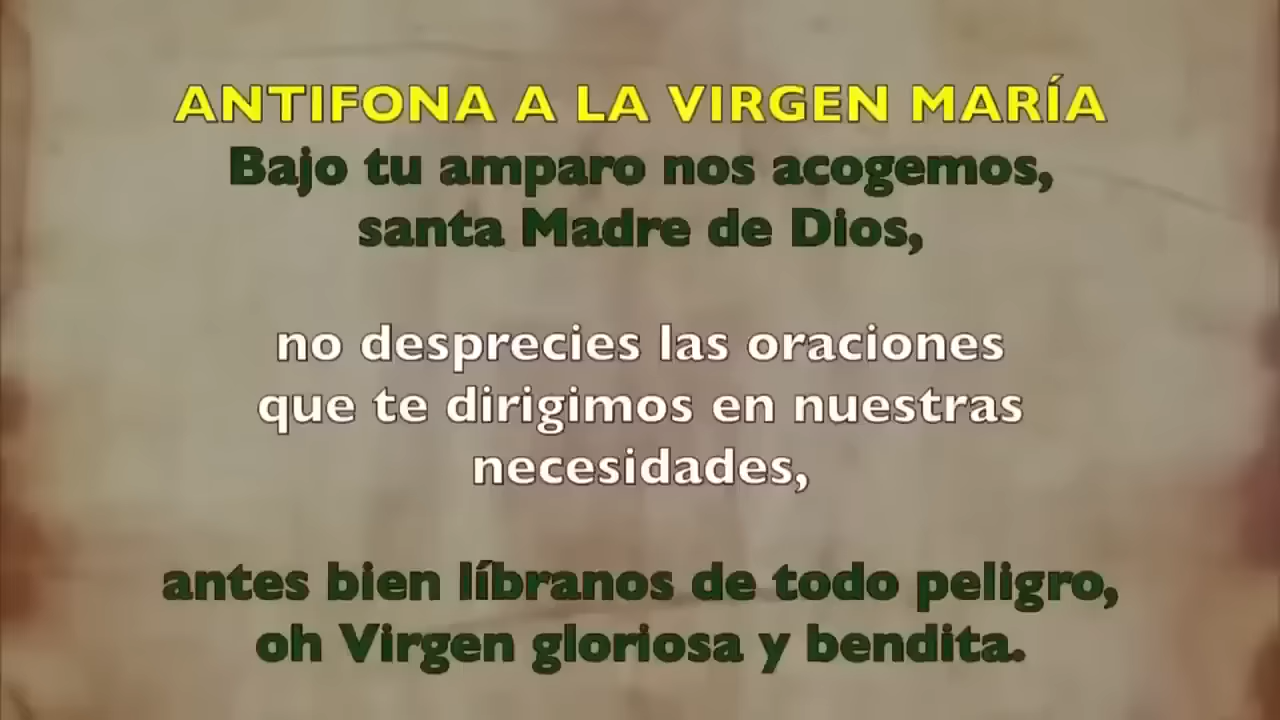 ANTIFONA A LA VIRGEN MARÍA
Bajo tu amparo nos acogemos,
santa Madre de Dios,
no desprecies las oraciones
que te dirigimos en nuestras
necesidades,
antes bien líbranos de todo peligro,
oh Virgen gloriosa y bendita.